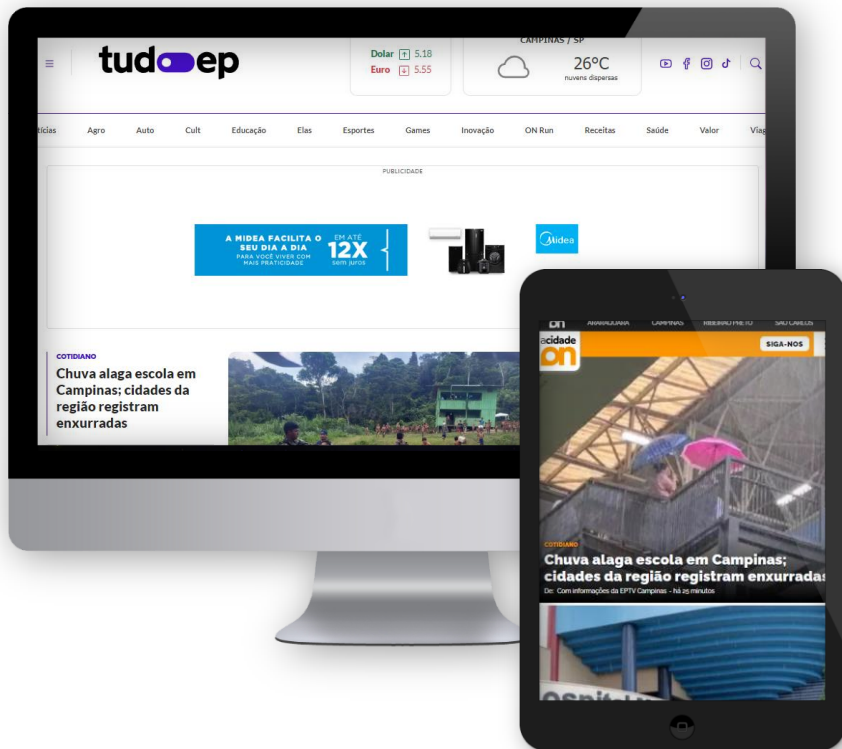 tudoep
Dolar ↑ 5.18
Euro ↓ 5.55
CAMPINAS / SP
26°C
nuvens dispersas
Agro Auto Cult Educação Elas Esportes Games Inovação ON Run Receitas Saúde Valor
PUBLICIDADE
A MIDEA FACILITA O
SEU DIA A DIA
PARA VOCÊ VIVER COM
MAIS PRATICIDADE
EM ATÉ
12X
sem juros
Midea
COTIDIANO
Chuva alaga escola em
Campinas; cidades da
região registram
enxurradas
on ARARAQUARA CAMPINAS RIBEIRÃO PRETO SÃO CARLOS
acidade
on
SIGA-NOS
COTIDIANO
Chuva alaga escola em Campinas;
cidades da região registram enxurradas
De: Com informações da EPTV Campinas - há 25 minutos